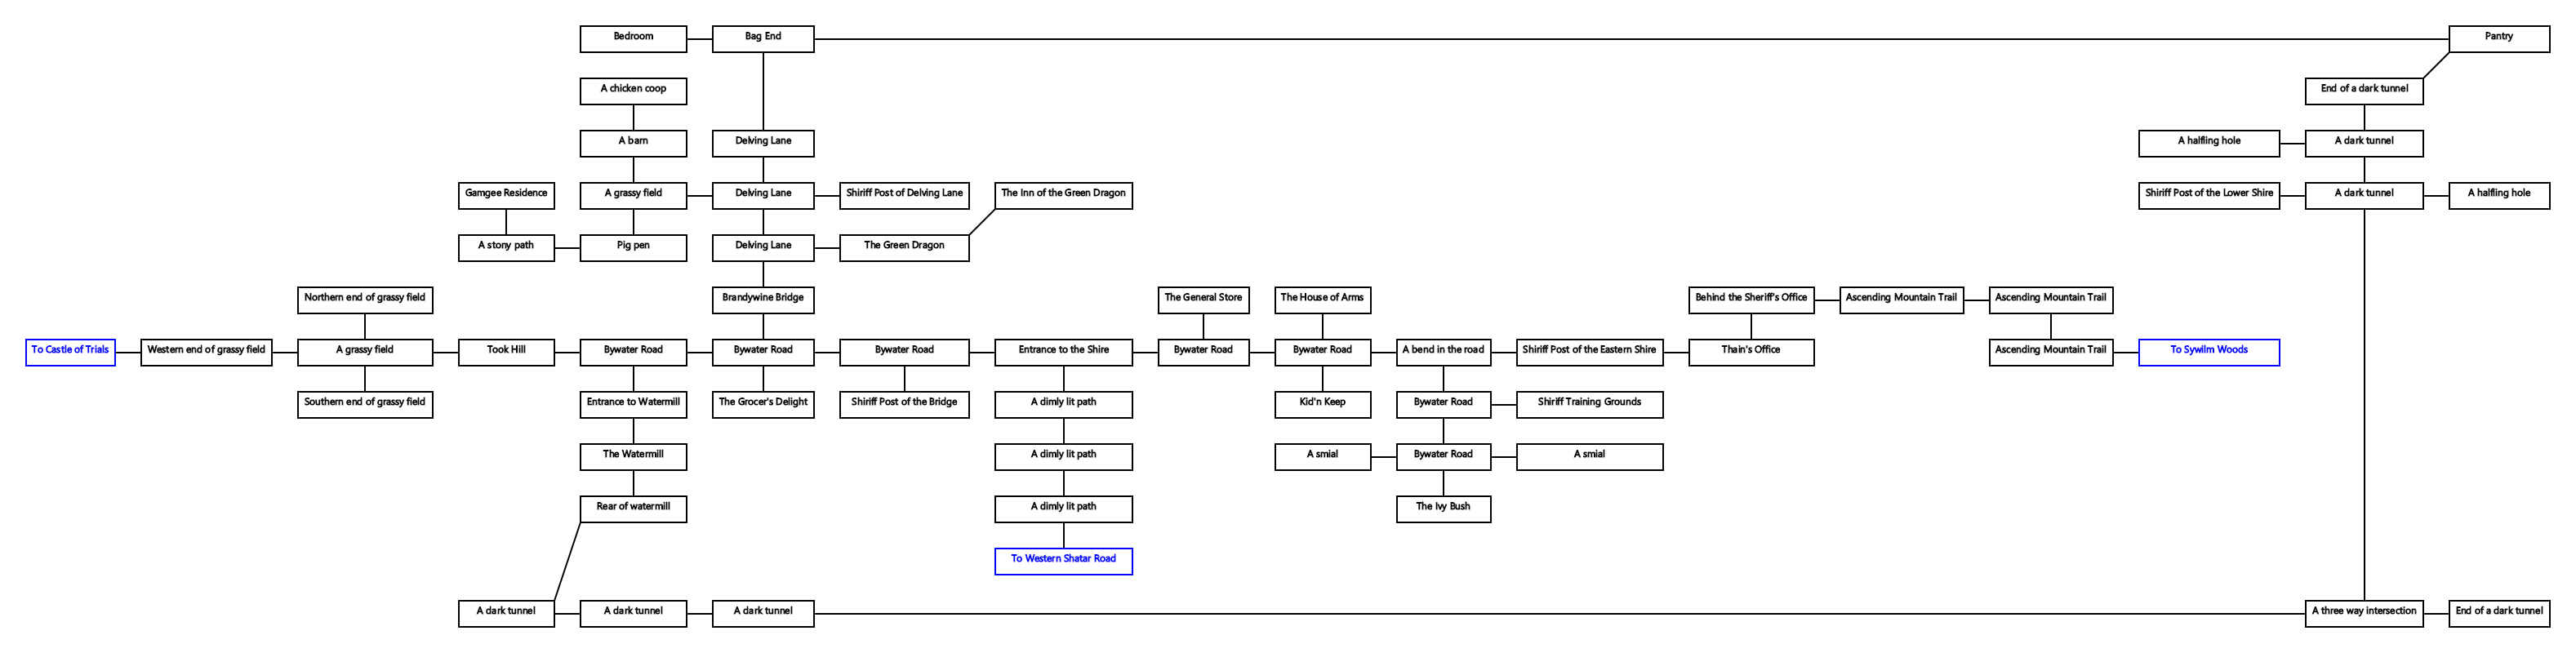 Bedroom
Bag End
Pantry
A chicken coop
End of a dark tunnel
A barn
Delving Lane
A halfling hole
A dark tunnel
Gamgee Residence
A grassy field
Delving Lane
Shiriff Post of Delving Lane
The Inn of the Green Dragon
Shiriff Post of the Lower Shire
A dark tunnel
A halfling hole
A stony path
Pig pen
Delving Lane
The Green Dragon
Northern end of grassy field
Brandywine Bridge
The General Store
The House of Arms
Behind the Sheriff's Office
Ascending Mountain Trail
Ascending Mountain Trail
To Castle of Trials
Western end of grassy field
A grassy field
Took Hill
Bywater Road
Bywater Road
Bywater Road
Entrance to the Shire
Bywater Road
Bywater Road
A bend in the road
Shiriff Post of the Eastern Shire
Thain's Office
Ascending Mountain Trail
To Sywilm Woods
Southern end of grassy field
Entrance to Watermill
The Grocer's Delight
Shiriff Post of the Bridge
A dimly lit path
Kid'n Keep
Bywater Road
Shiriff Training Grounds
The Watermill
A dimly lit path
A smial
Bywater Road
A smial
Rear of watermill
A dimly lit path
The Ivy Bush
To Western Shatar Road
A dark tunnel
A dark tunnel
A dark tunnel
A three way intersection
End of a dark tunnel